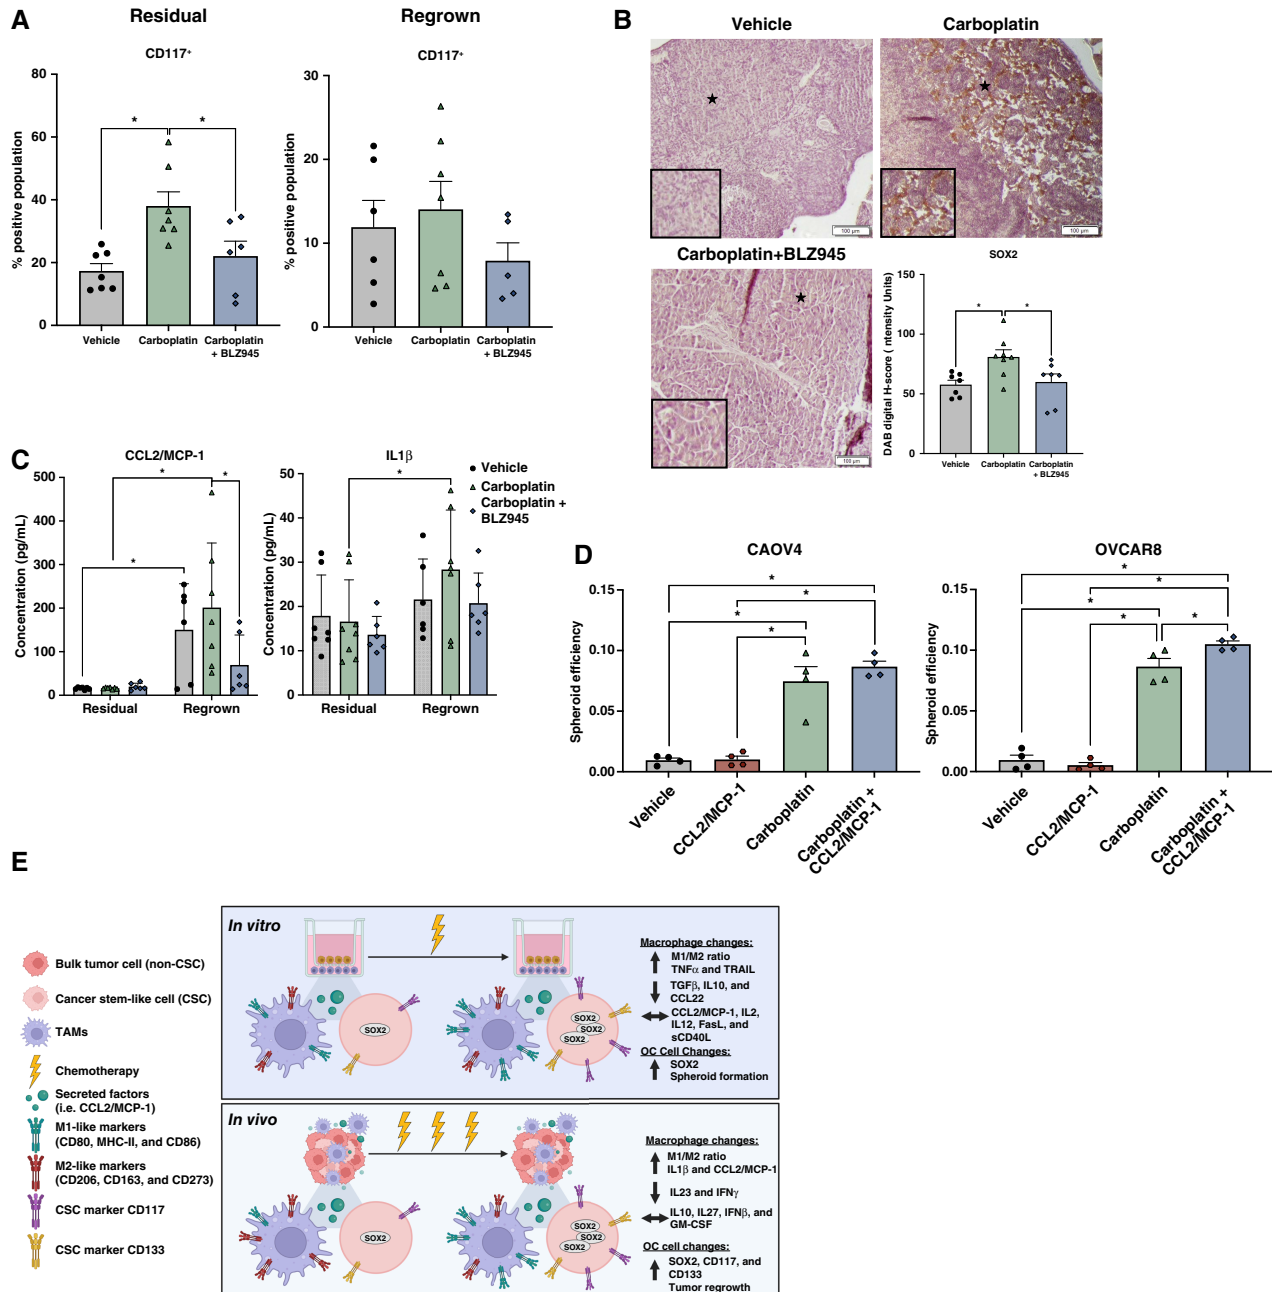 A
Residual
Regrown
CD117+
CD117+
% positive population
80
60
40
20
0
*
*
Vehicle
Carboplatin
Carboplatin
+ BLZ945
% positive population
30
20
10
0
Vehicle
Carboplatin
Carboplatin
+ BLZ945
B
Vehicle
Carboplatin
100 µm
100 µm
Carboplatin+BLZ945
100 µm
SOX2
DAB digital H-score ( ntensity Units)
150
100
50
0
*
*
Vehicle
Carboplatin
Carboplatin
+ BLZ945
C
CCL2/MCP-1
Concentration (pg/mL)
500
400
300
200
100
0
*
*
*
Residual
Regrown
IL1β
Concentration (pg/mL)
50
40
30
20
10
0
*
Residual
Regrown
Vehicle
Carboplatin
Carboplatin +
BLZ945
D
CAOV4
Spheroid efficiency
0.15
0.10
0.05
0.00
*
*
*
*
Vehicle
CCL2/MCP-1
Carboplatin
Carboplatin +
CCL2/MCP-1
OVCAR8
Spheroid efficiency
0.15
0.10
0.05
0.00
*
*
*
*
*
Vehicle
CCL2/MCP-1
Carboplatin
Carboplatin +
CCL2/MCP-1
E
Bulk tumor cell (non-CSC)
Cancer stem-like cell (CSC)
TAMs
Chemotherapy
Secreted factors
(i.e. CCL2/MCP-1)
M1-like markers
(CD80, MHC-II, and CD86)
M2-like markers
(CD206, CD163, and CD273)
CSC marker CD117
CSC marker CD133
In vitro
SOX2
SOX2
SOX2
SOX2
SOX2
Macrophage changes:
M1/M2 ratio
TNFα and TRAIL
TGFβ, IL10, and
CCL22
CCL2/MCP-1, IL2,
IL12, FasL, and
sCD40L
OC Cell Changes:
SOX2
Spheroid formation
In vivo
SOX2
SOX2
SOX2
SOX2
SOX2
Macrophage changes:
M1/M2 ratio
IL1β and CCL2/MCP-1
IL23 and IFNγ
IL10, IL27, IFNβ, and
GM-CSF
OC cell changes:
SOX2, CD117, and
CD133
Tumor regrowth